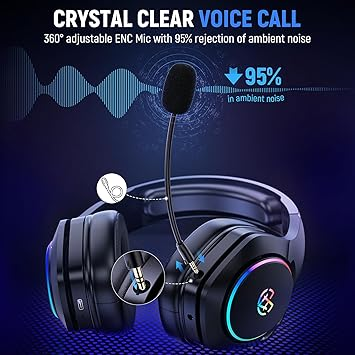 CRYSTAL CLEAR VOICE CALL
360° adjustable ENC Mic with 95% rejection of ambient noise
95%
in ambient noise